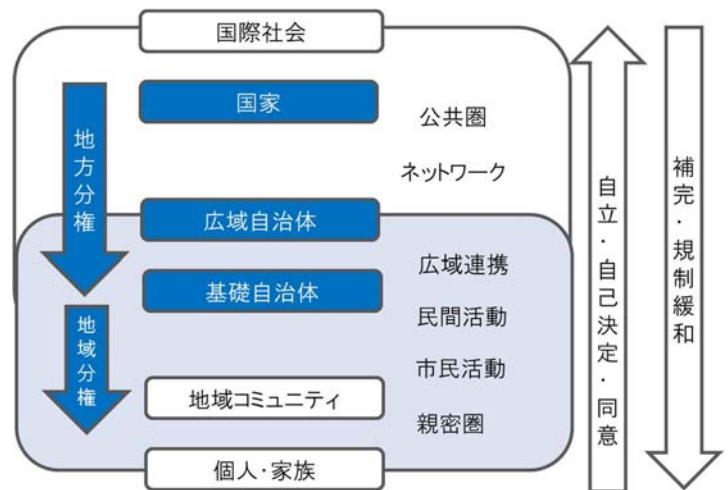 国際社会
国家
公共圏
ネットワーク
地方分権
広域自治体
広域連携
基礎自治体
民間活動
地域分権
市民活動
地域コミュニティ
親密圏
個人・家族
自立・自己決定・同意
補完・規制緩和